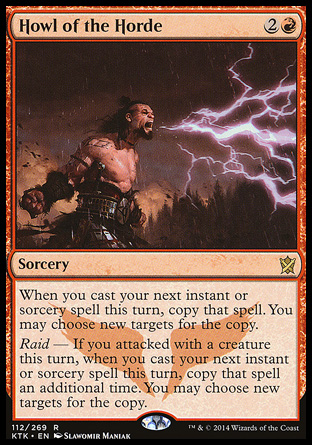 Howl of the Horde 2
Sorcery
When you cast your next instant or
sorcery spell this turn, copy that spell. You
may choose new targets for the copy.
Raid — If you attacked with a creature
this turn, when you cast your next instant
or sorcery spell this turn, copy that spell
an additional time. You may choose new
targets for the copy.
112/269 R
KTK • EN Slawomir Maniak
™ & © 2014 Wizards of the Coast